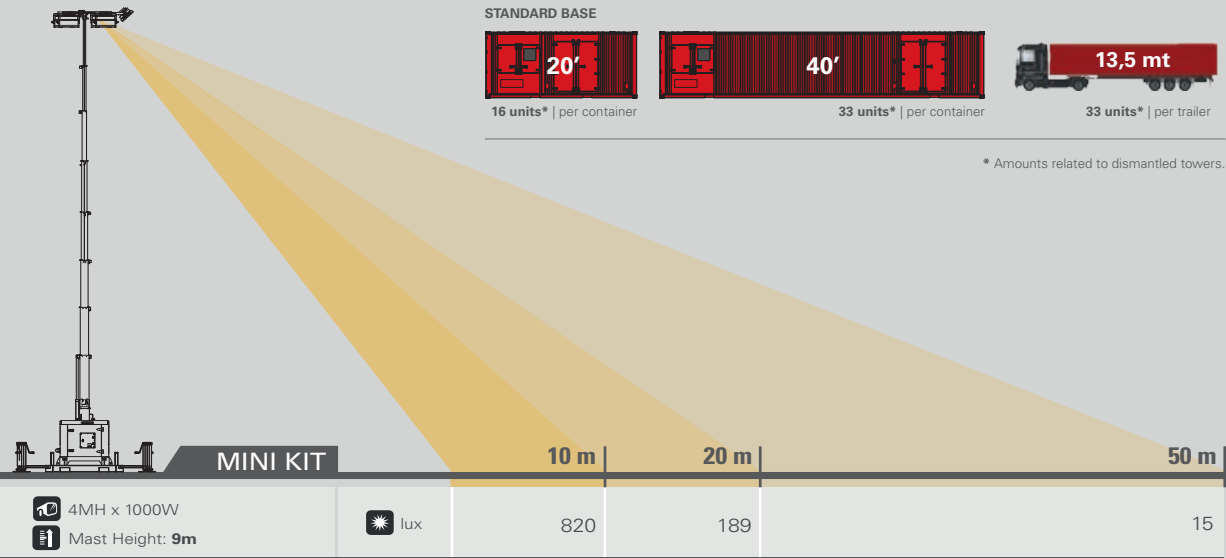 STANDARD BASE
20’
40’
13,5 mt
16 units* | per container
33 units* | per container
33 units* | per trailer
* Amounts related to dismantled towers.
MINI KIT
10 m
20 m
50 m
4MH x 1000W
Mast Height: 9m
lux
820
189
15